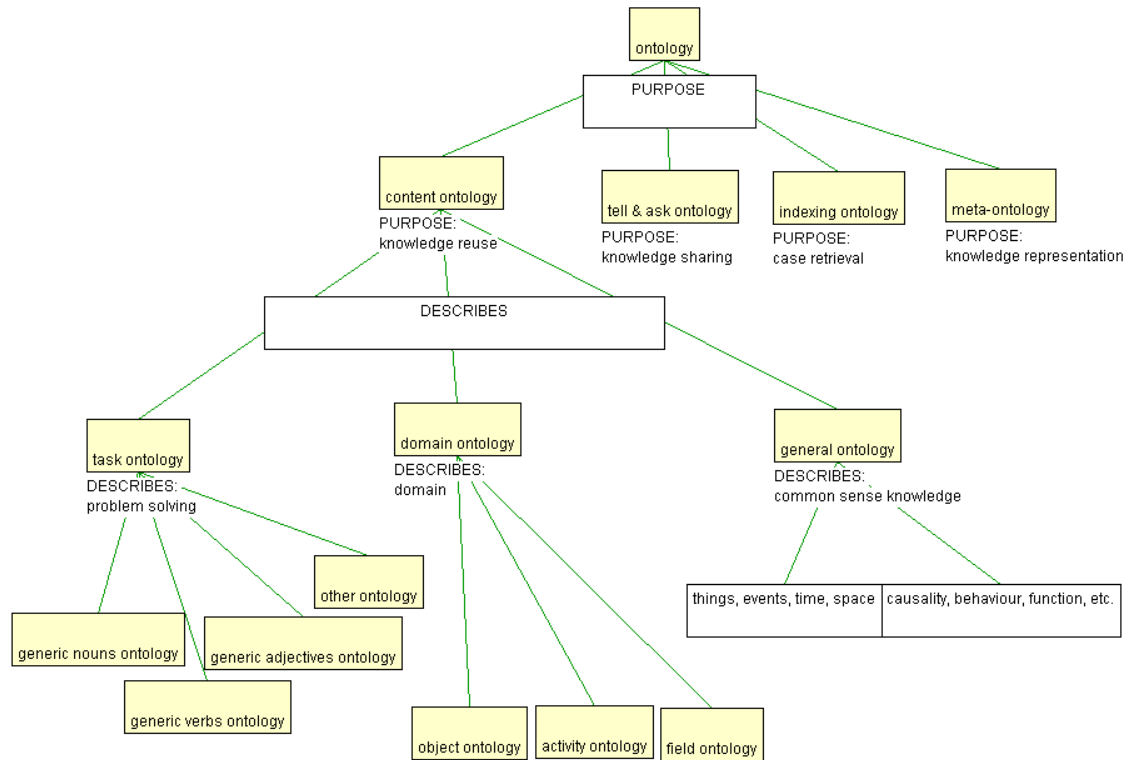 ontology
PURPOSE
content ontology
PURPOSE:
knowledge reuse
tell & ask ontology
PURPOSE:
knowledge sharing
indexing ontology
PURPOSE:
case retrieval
meta-ontology
PURPOSE:
knowledge representation
DESCRIBES
task ontology
DESCRIBES:
problem solving
domain ontology
DESCRIBES:
domain
general ontology
DESCRIBES:
common sense knowledge
generic nouns ontology
generic verbs ontology
generic adjectives ontology
other ontology
object ontology
activity ontology
field ontology
things, events, time, space
causality, behaviour, function, etc.